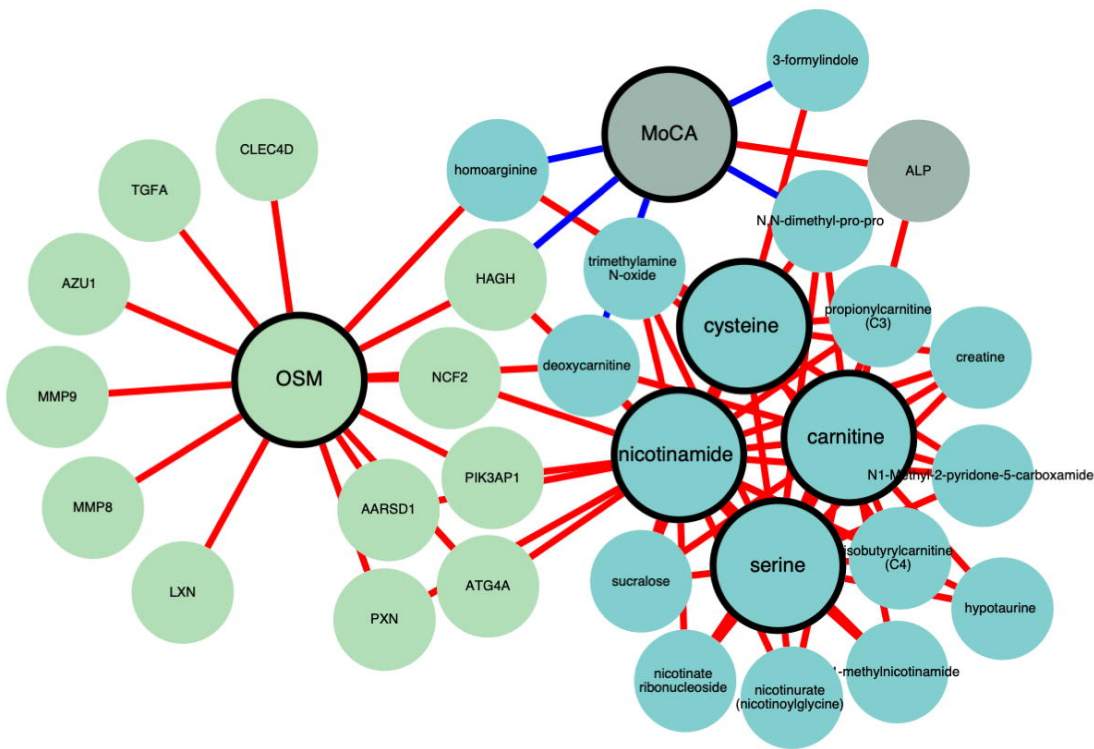 3-formylindole
MoCA
CLEC4D
homoarginine
ALP
TGFA
N,N-dimethyl-pro-pro
trimethylamine
N-oxide
HAGH
AZU1
propionylcarnitine
(C3)
cysteine
creatine
deoxycarnitine
OSM
NCF2
MMP9
carnitine
nicotinamide
N1-Methyl-2-pyridone-5-carboxamide
PIK3AP1
MMP8
AARSD1
isobutyrylcarnitine
(C4)
serine
sucralose
ATG4A
LXN
hypotaurine
PXN
nicotinate
ribonucleoside
1-methylnicotinamide
nicotinurate
(nicotinoylglycine)